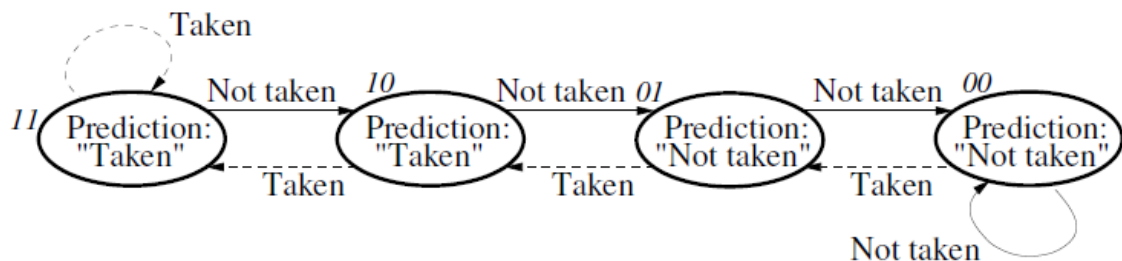 Taken
Not taken
10
Not taken
01
Not taken
00
11
Prediction:
"Taken"
Prediction:
"Taken"
Prediction:
"Not taken"
Prediction:
"Not taken"
Taken
Taken
Taken
Not taken